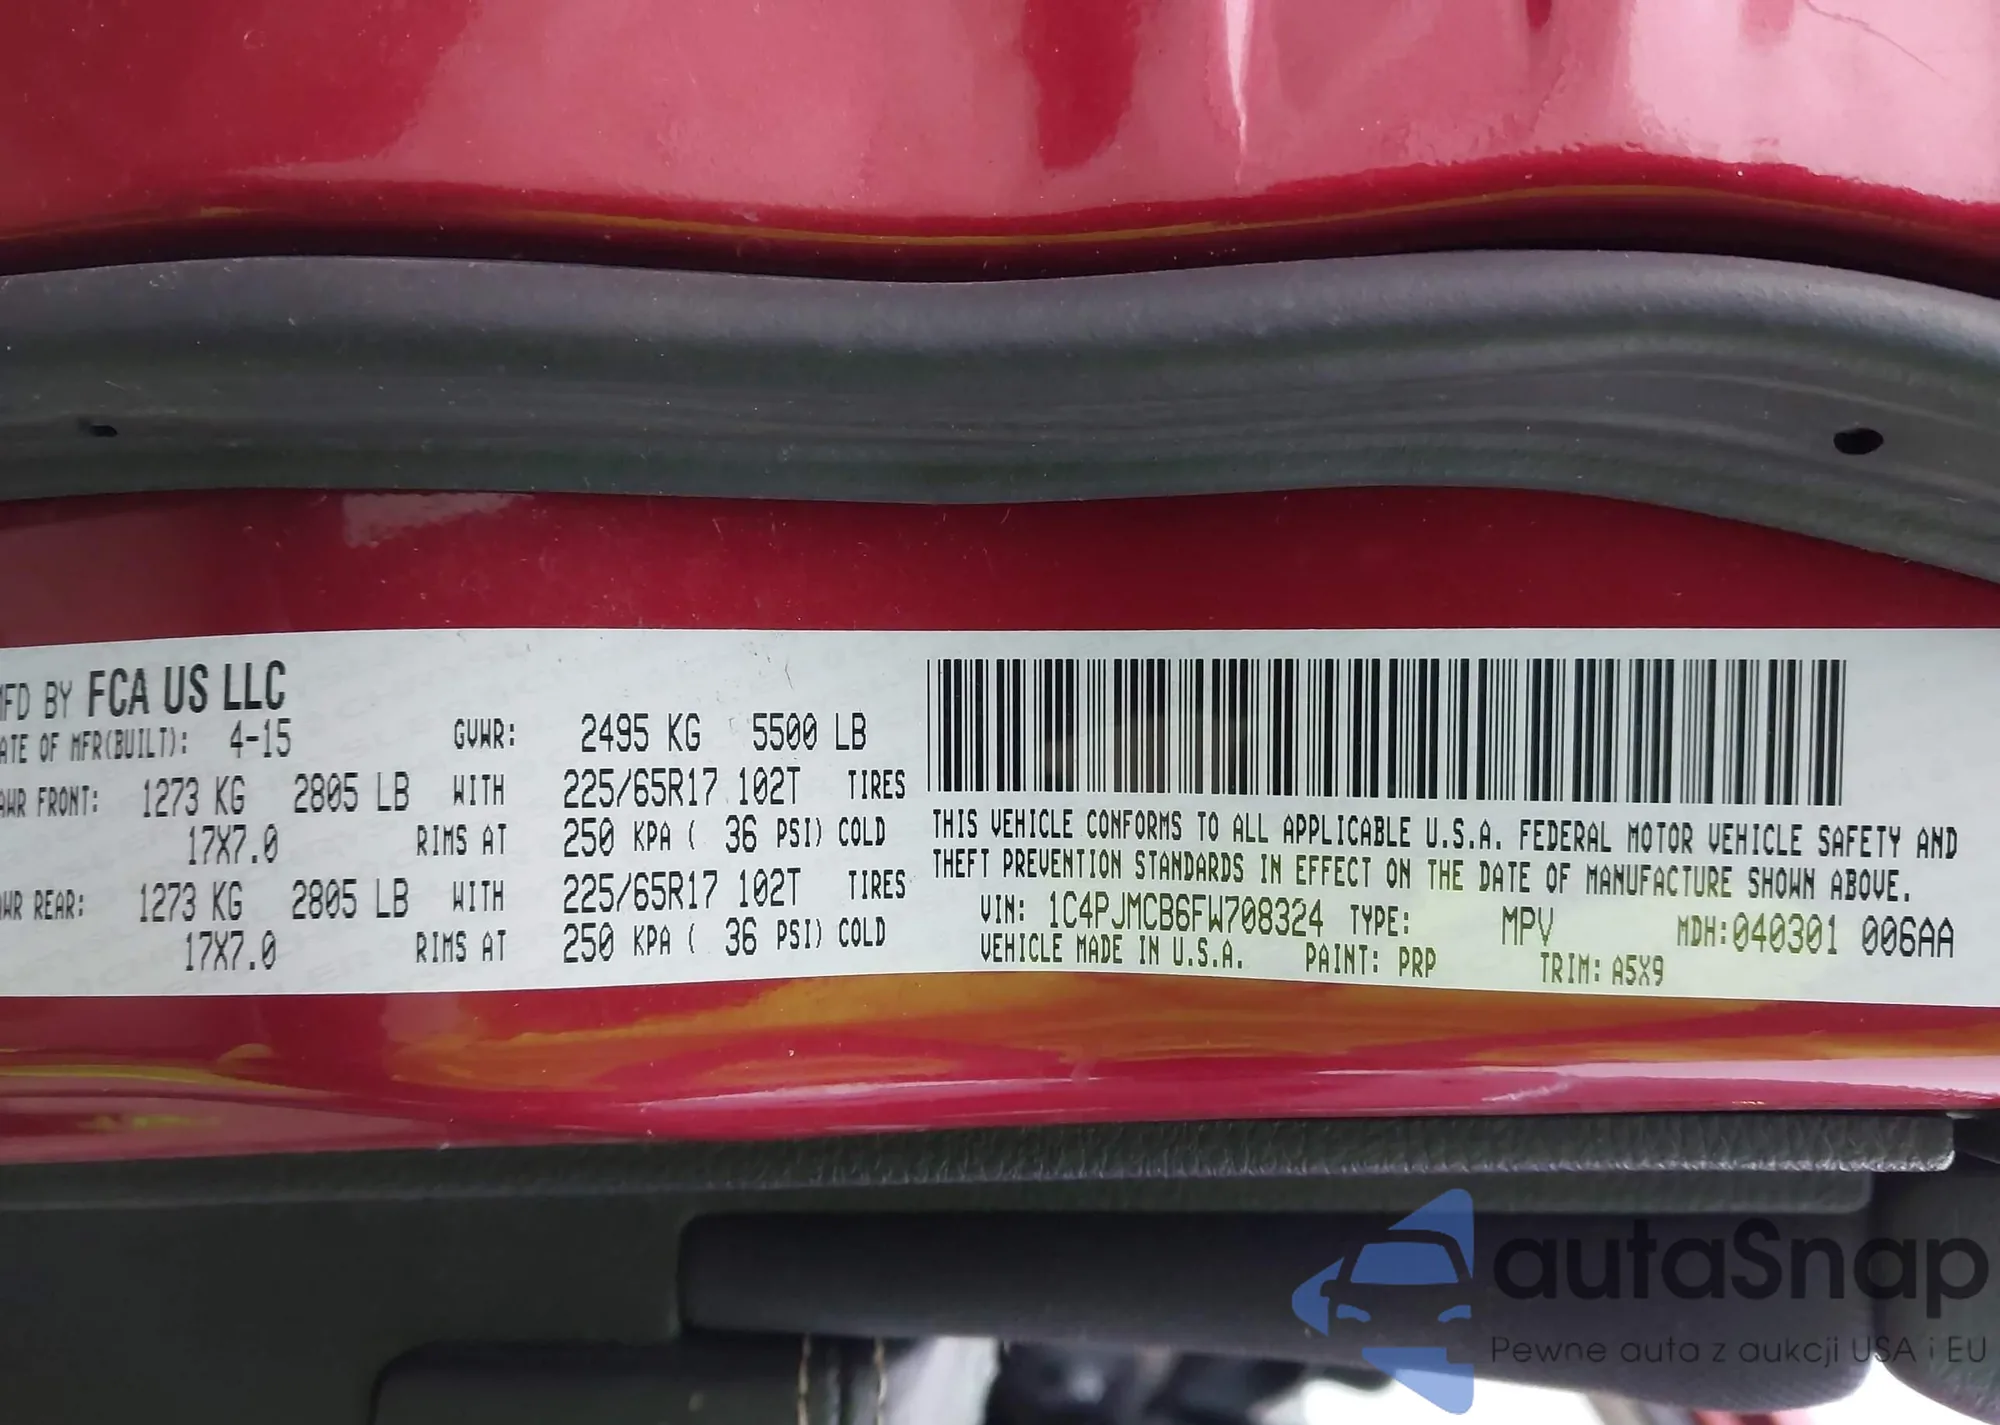 MFD BY FCA US LLC
DATE OF MFR(BUILT): 4-15 GVWR: 2495 KG 5500 LB
GAWR FRONT: 1273 KG 2805 LB WITH 225/65R17 102T TIRES
17X7.0 RIMS AT 250 KPA ( 36 PSI) COLD
GAWR REAR: 1273 KG 2805 LB WITH 225/65R17 102T TIRES
17X7.0 RIMS AT 250 KPA ( 36 PSI) COLD
THIS VEHICLE CONFORMS TO ALL APPLICABLE U.S.A. FEDERAL MOTOR VEHICLE SAFETY AND
THEFT PREVENTION STANDARDS IN EFFECT ON THE DATE OF MANUFACTURE SHOWN ABOVE.
VIN: 1C4PJMCB6FW708324 TYPE: MPV MDH:040301 006AA
VEHICLE MADE IN U.S.A. PAINT: PRP TRIM: A5X9
autaSnap
Pewne auta z aukcji USA i EU